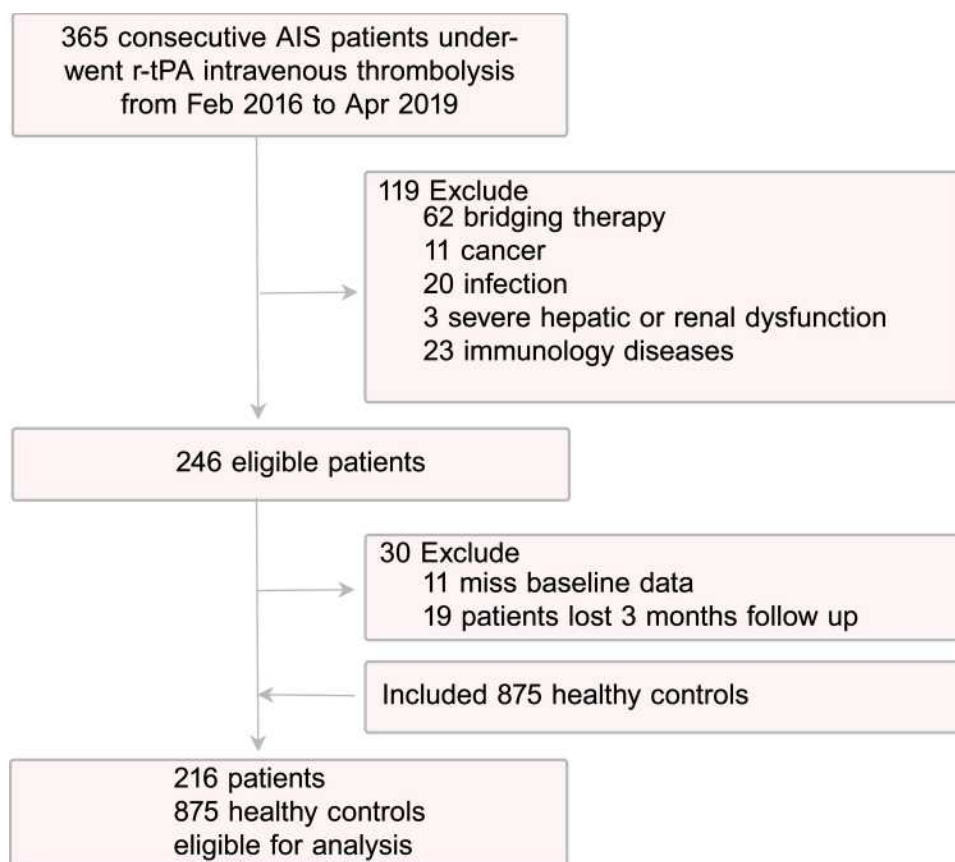 365 consecutive AIS patients under-
went r-tPA intravenous thrombolysis
from Feb 2016 to Apr 2019
119 Exclude
62 bridging therapy
11 cancer
20 infection
3 severe hepatic or renal dysfunction
23 immunology diseases
246 eligible patients
30 Exclude
11 miss baseline data
19 patients lost 3 months follow up
Included 875 healthy controls
216 patients
875 healthy controls
eligible for analysis